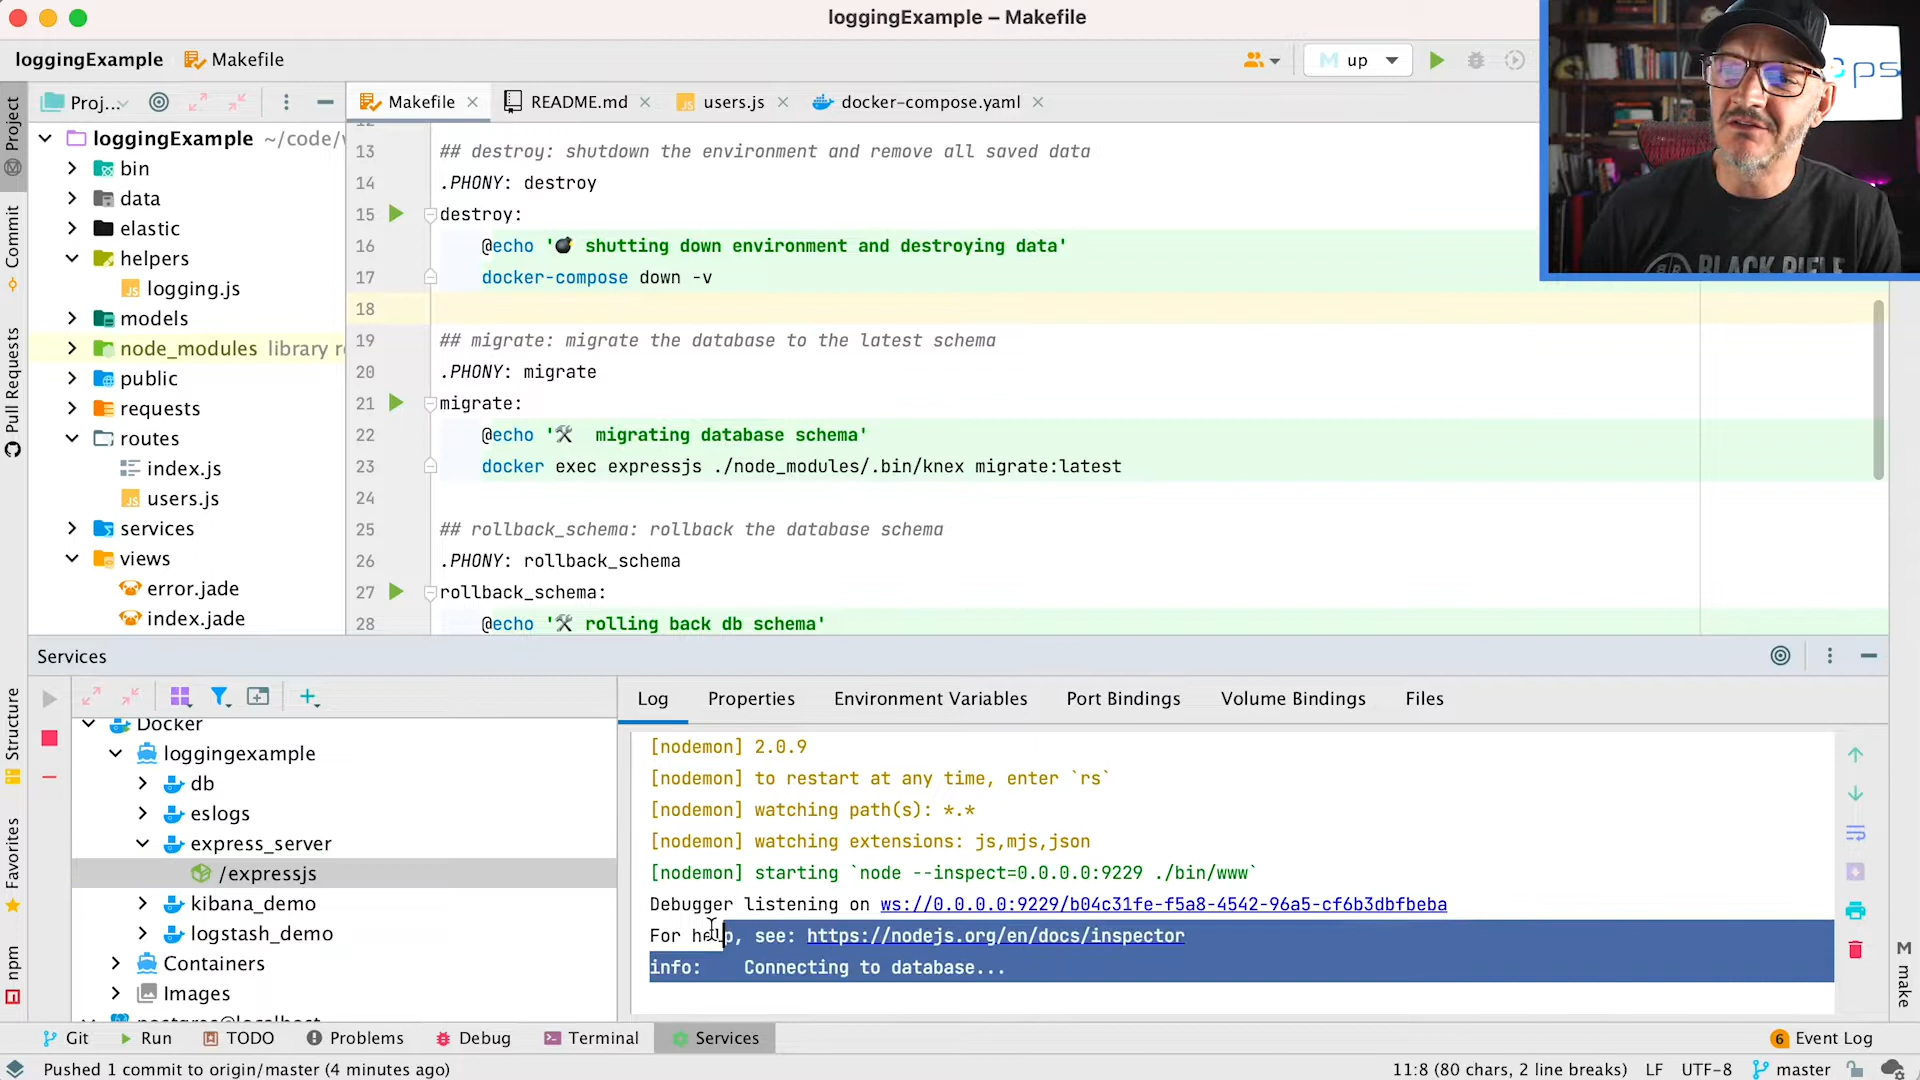 loggingExample – Makefile
loggingExample Makefile
M up
ps
BLACK RIFLE
Project
Commit
Pull Requests
Structure
Favorites
npm
Proj...
loggingExample ~/code/
bin
data
elastic
helpers
logging.js
models
node_modules library r
public
requests
routes
index.js
users.js
services
views
error.jade
index.jade
Makefile
README.md
users.js
docker-compose.yaml
13 ## destroy: shutdown the environment and remove all saved data
14 .PHONY: destroy
15 destroy:
16 @echo '💣 shutting down environment and destroying data'
17 docker-compose down -v
18
19 ## migrate: migrate the database to the latest schema
20 .PHONY: migrate
21 migrate:
22 @echo '🛠 migrating database schema'
23 docker exec expressjs ./node_modules/.bin/knex migrate:latest
24
25 ## rollback_schema: rollback the database schema
26 .PHONY: rollback_schema
27 rollback_schema:
28 @echo '🛠 rolling back db schema'
Services
Docker
loggingexample
db
eslogs
express_server
/expressjs
kibana_demo
logstash_demo
Containers
Images
Log Properties Environment Variables Port Bindings Volume Bindings Files
[nodemon] 2.0.9
[nodemon] to restart at any time, enter `rs`
[nodemon] watching path(s): *.*
[nodemon] watching extensions: js,mjs,json
[nodemon] starting `node --inspect=0.0.0.0:9229 ./bin/www`
Debugger listening on ws://0.0.0.0:9229/b04c31fe-f5a8-4542-96a5-cf6b3dbfbeba
For help, see: https://nodejs.org/en/docs/inspector
info: Connecting to database...
M make
Git Run TODO Problems Debug Terminal Services
6 Event Log
Pushed 1 commit to origin/master (4 minutes ago)
11:8 (80 chars, 2 line breaks) LF UTF-8 master